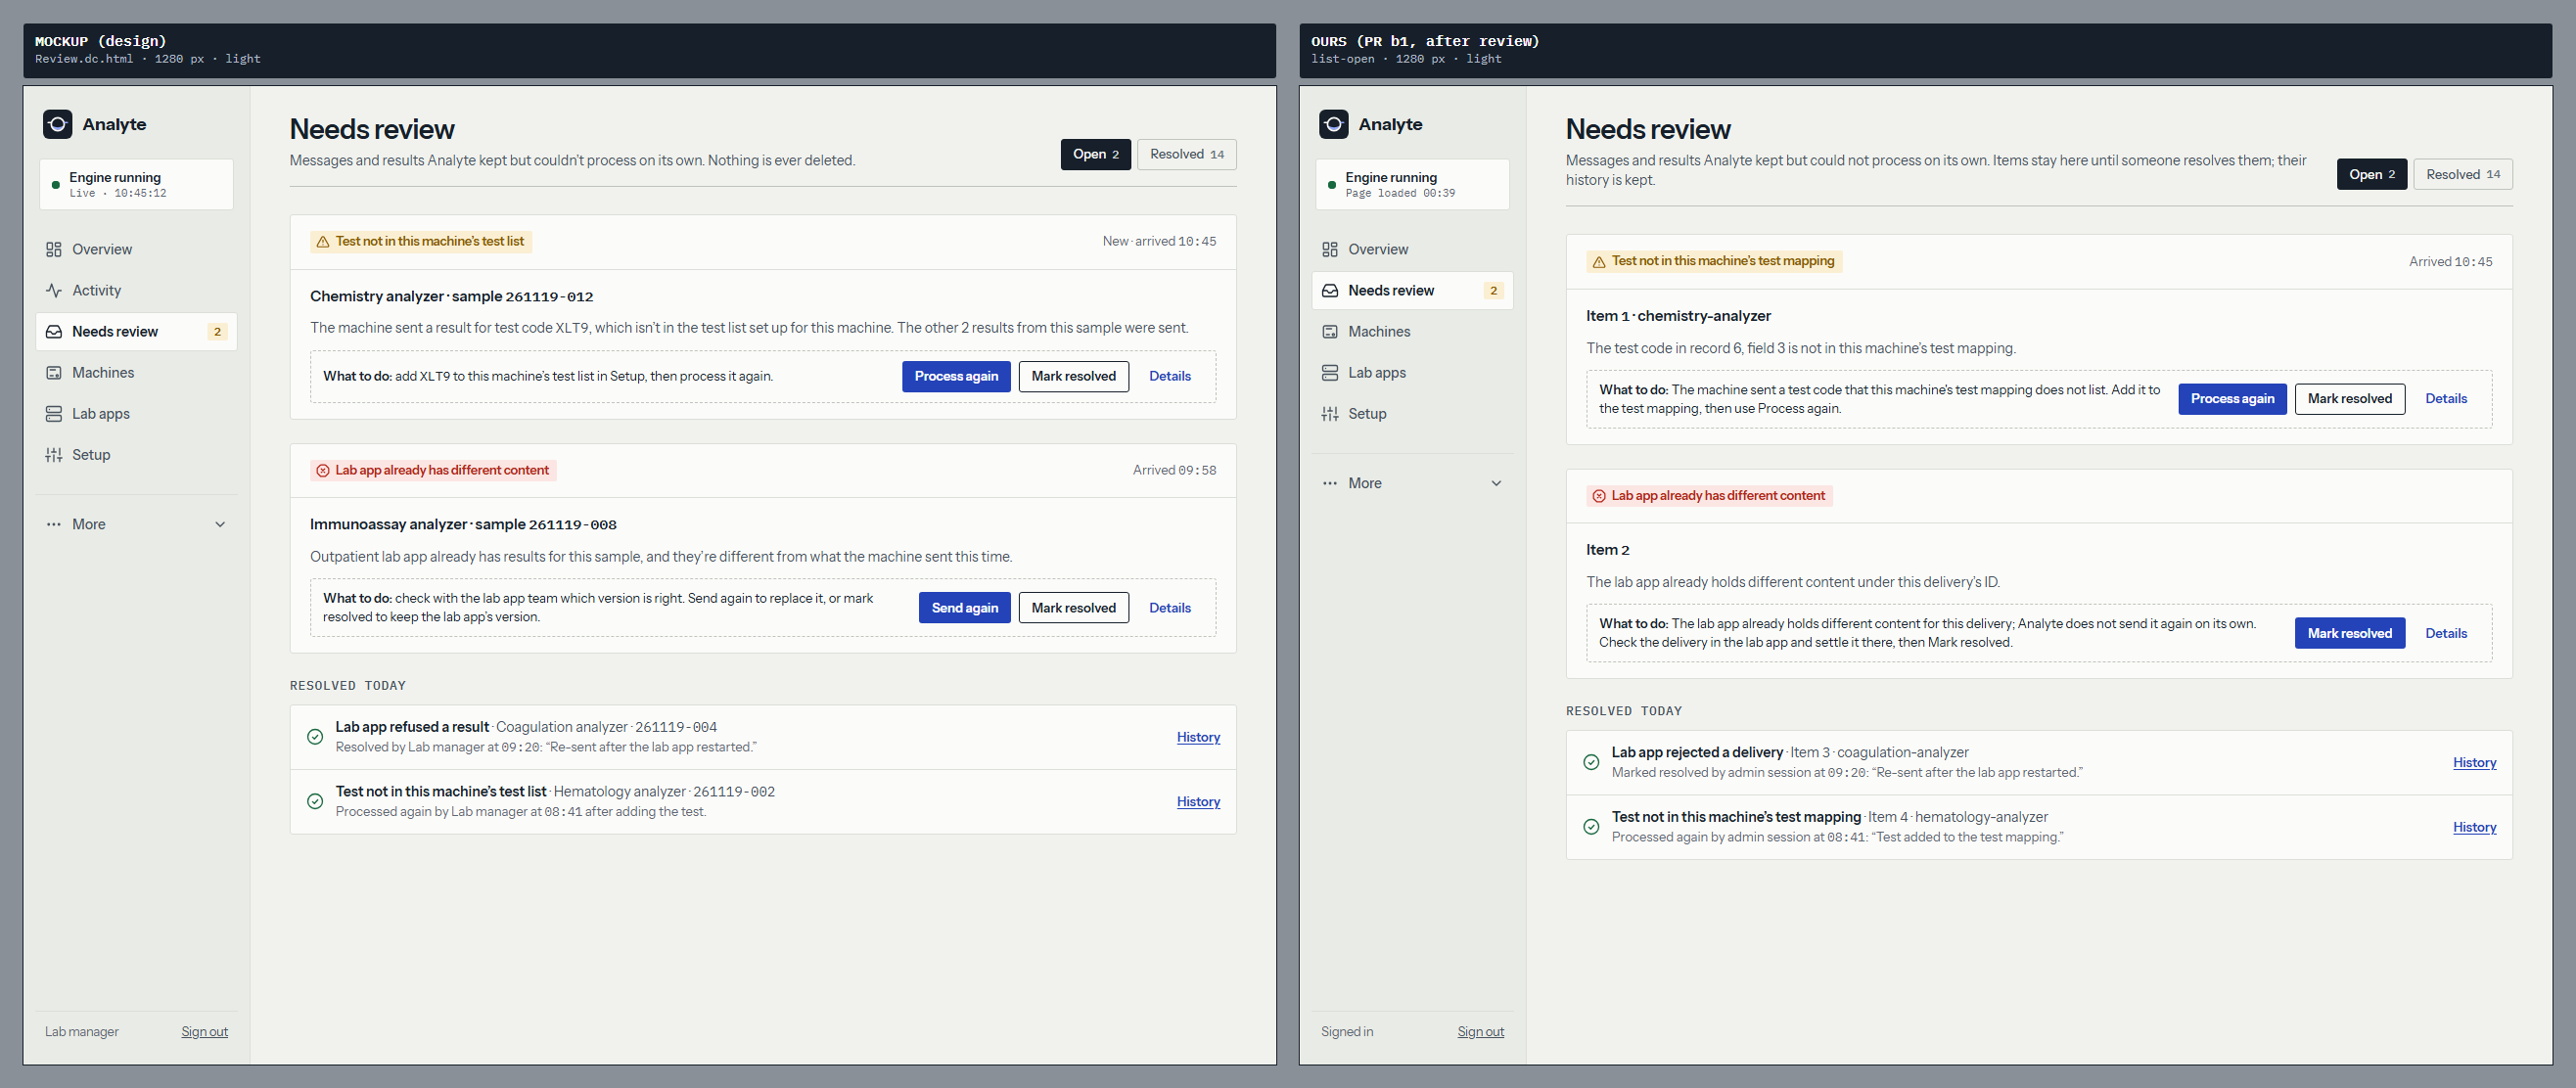 MOCKUP (design)
Review.dc.html · 1280 px · light
Analyte
Engine running
Live · 10:45:12
Overview
Activity
Needs review 2
Machines
Lab apps
Setup
More
Lab manager Sign out
Needs review
Messages and results Analyte kept but couldn’t process on its own. Nothing is ever deleted.
Open 2 Resolved 14
Test not in this machine’s test list New · arrived 10:45
Chemistry analyzer · sample 261119-012
The machine sent a result for test code XLT9, which isn’t in the test list set up for this machine. The other 2 results from this sample were sent.
What to do: add XLT9 to this machine’s test list in Setup, then process it again. Process again Mark resolved Details
Lab app already has different content Arrived 09:58
Immunoassay analyzer · sample 261119-008
Outpatient lab app already has results for this sample, and they’re different from what the machine sent this time.
What to do: check with the lab app team which version is right. Send again to replace it, or mark
resolved to keep the lab app’s version.
Send again Mark resolved Details
RESOLVED TODAY
Lab app refused a result · Coagulation analyzer · 261119-004
Resolved by Lab manager at 09:20: “Re-sent after the lab app restarted.”
History
Test not in this machine’s test list · Hematology analyzer · 261119-002
Processed again by Lab manager at 08:41 after adding the test.
History
OURS (PR b1, after review)
list-open · 1280 px · light
Analyte
Engine running
Page loaded 00:39
Overview
Needs review 2
Machines
Lab apps
Setup
More
Signed in Sign out
Needs review
Messages and results Analyte kept but could not process on its own. Items stay here until someone resolves them; their
history is kept.
Open 2 Resolved 14
Test not in this machine’s test mapping Arrived 10:45
Item 1 · chemistry-analyzer
The test code in record 6, field 3 is not in this machine’s test mapping.
What to do: The machine sent a test code that this machine’s test mapping does not list. Add it to
the test mapping, then use Process again.
Process again Mark resolved Details
Lab app already has different content
Item 2
The lab app already holds different content under this delivery’s ID.
What to do: The lab app already holds different content for this delivery; Analyte does not send it again on its own.
Check the delivery in the lab app and settle it there, then Mark resolved.
Mark resolved Details
RESOLVED TODAY
Lab app rejected a delivery · Item 3 · coagulation-analyzer
Marked resolved by admin session at 09:20: “Re-sent after the lab app restarted.”
History
Test not in this machine’s test mapping · Item 4 · hematology-analyzer
Processed again by admin session at 08:41: “Test added to the test mapping.”
History